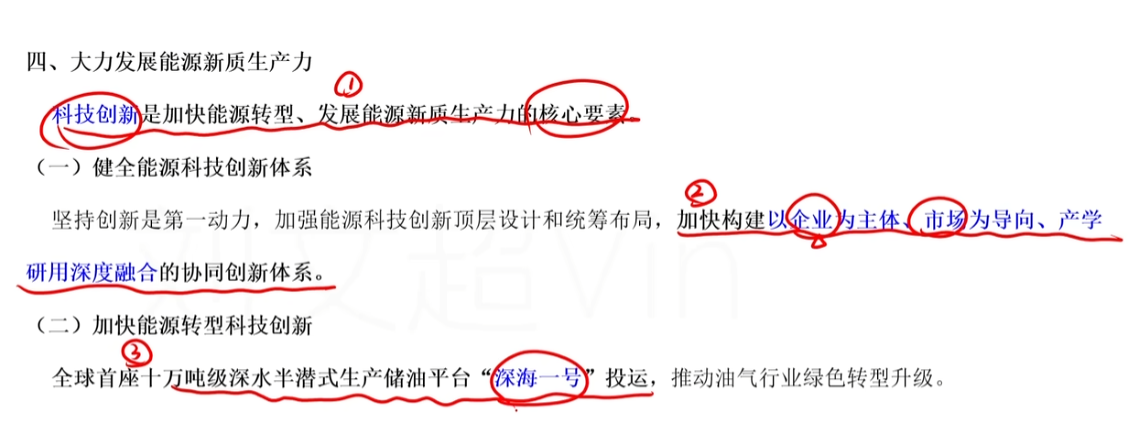 四、大力发展能源新质生产力
①
科技创新是加快能源转型、发展能源新质生产力的核心要素。
（一）健全能源科技创新体系
②
坚持创新是第一动力，加强能源科技创新顶层设计和统筹布局，加快构建以企业为主体、市场为导向、产学
研用深度融合的协同创新体系。
（二）加快能源转型科技创新
③
全球首座十万吨级深水半潜式生产储油平台“深海一号”投运，推动油气行业绿色转型升级。